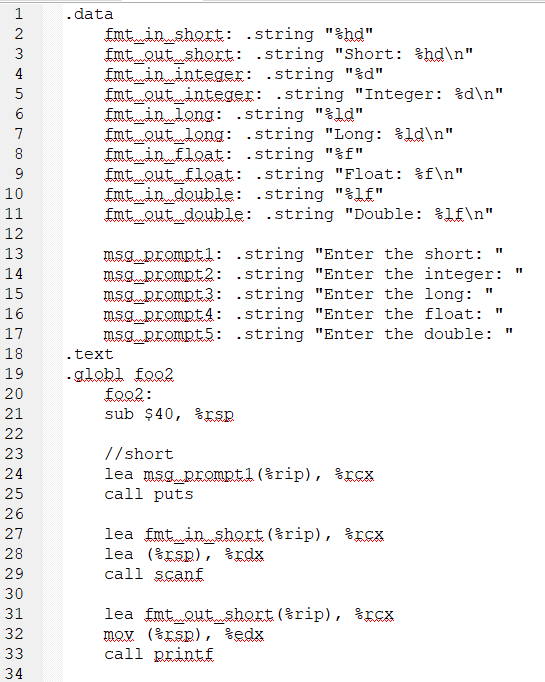 1 .data
2 fmt_in_short: .string "%hd"
3 fmt_out_short: .string "Short: %hd\n"
4 fmt_in_integer: .string "%d"
5 fmt_out_integer: .string "Integer: %d\n"
6 fmt_in_long: .string "%ld"
7 fmt_out_long: .string "Long: %ld\n"
8 fmt_in_float: .string "%f"
9 fmt_out_float: .string "Float: %f\n"
10 fmt_in_double: .string "%lf"
11 fmt_out_double: .string "Double: %lf\n"
12
13 msg_prompt1: .string "Enter the short: "
14 msg_prompt2: .string "Enter the integer: "
15 msg_prompt3: .string "Enter the long: "
16 msg_prompt4: .string "Enter the float: "
17 msg_prompt5: .string "Enter the double: "
18 .text
19 .globl foo2
20 foo2:
21 sub $40, %rsp
22
23 //short
24 lea msg_prompt1(%rip), %rcx
25 call puts
26
27 lea fmt_in_short(%rip), %rcx
28 lea (%rsp), %rdx
29 call scanf
30
31 lea fmt_out_short(%rip), %rcx
32 mov (%rsp), %edx
33 call printf
34